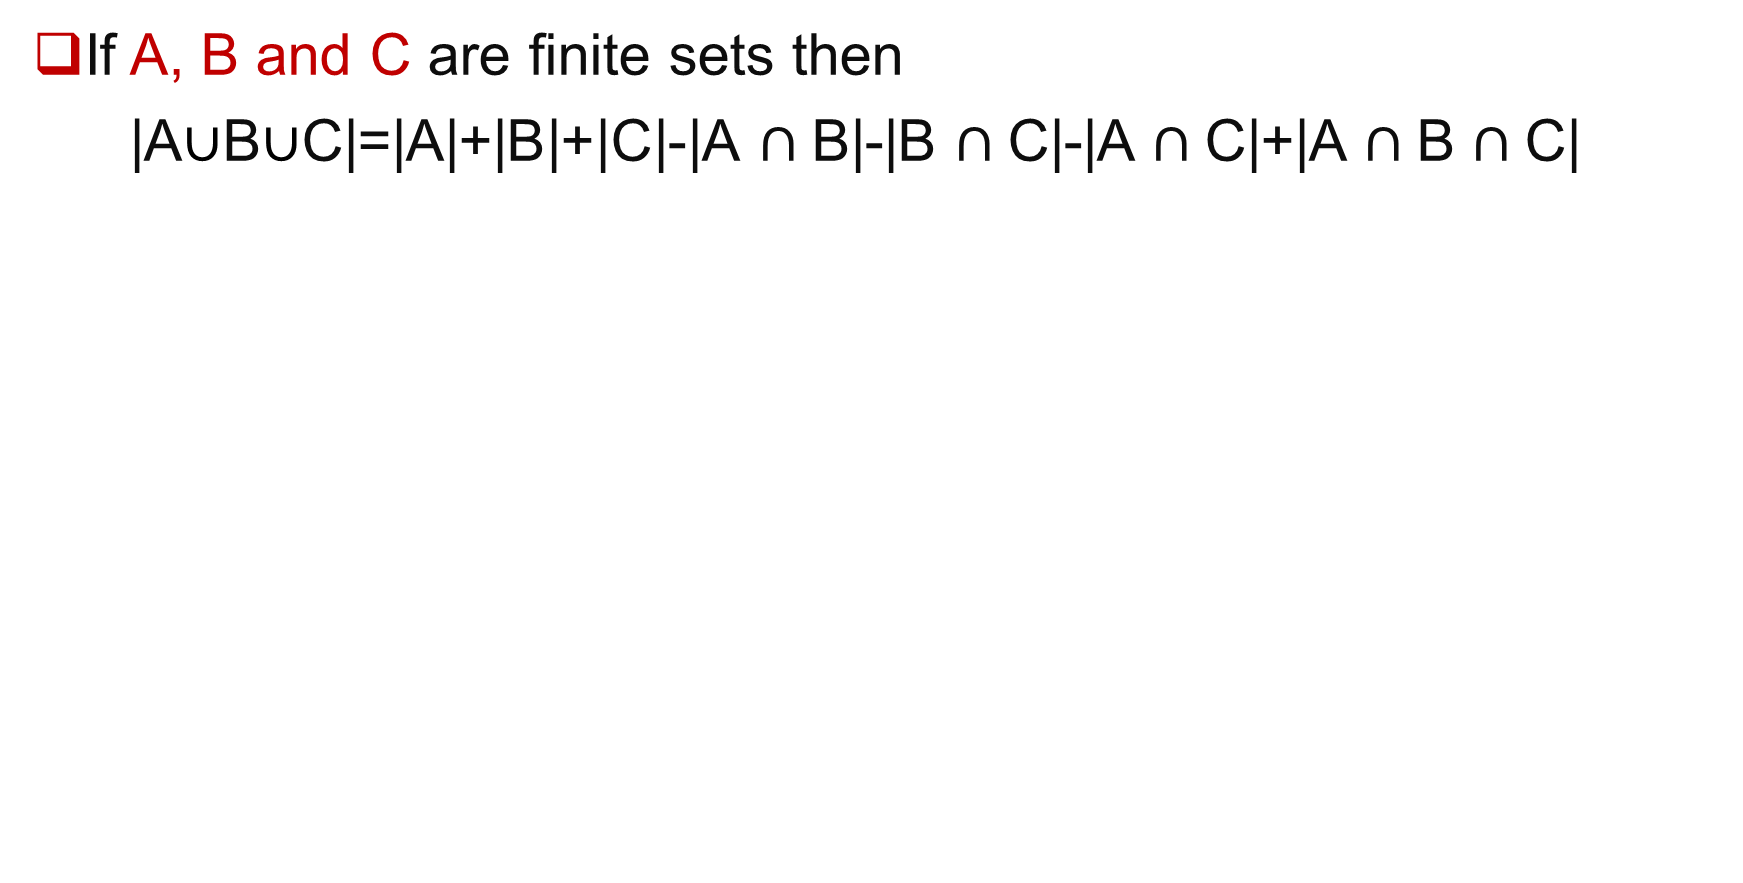 ❑If A, B and C are finite sets then
|A∪B∪C|=|A|+|B|+|C|-|A ∩ B|-|B ∩ C|-|A ∩ C|+|A ∩ B ∩ C|